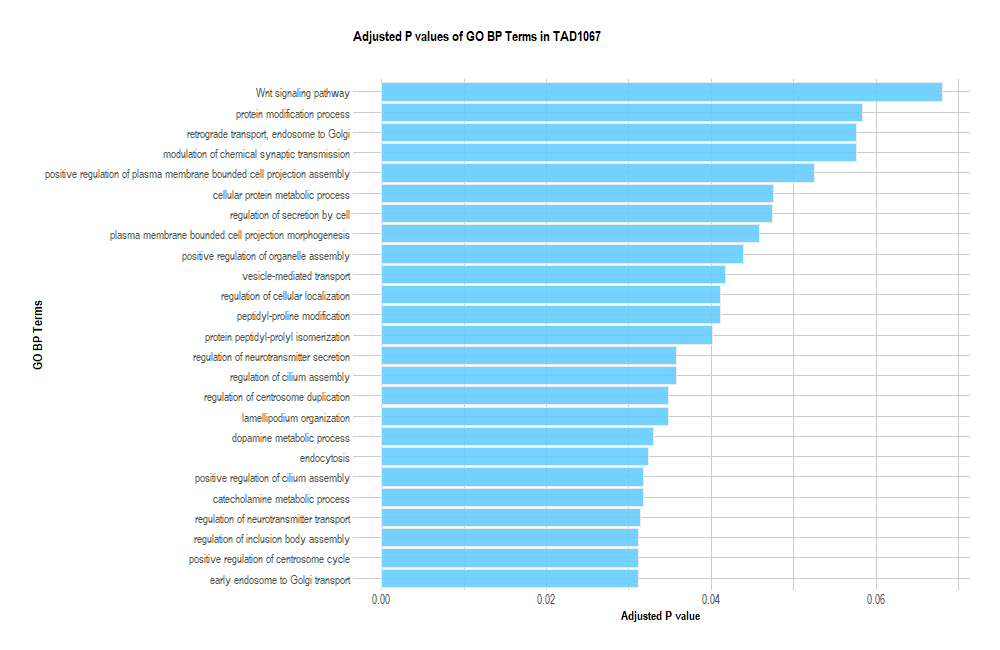 Adjusted P values of GO BP Terms in TAD1067
Wnt signaling pathway
protein modification process
retrograde transport, endosome to Golgi
modulation of chemical synaptic transmission
positive regulation of plasma membrane bounded cell projection assembly
cellular protein metabolic process
regulation of secretion by cell
plasma membrane bounded cell projection morphogenesis
positive regulation of organelle assembly
vesicle-mediated transport
regulation of cellular localization
peptidyl-proline modification
protein peptidyl-prolyl isomerization
regulation of neurotransmitter secretion
regulation of cilium assembly
regulation of centrosome duplication
lamellipodium organization
dopamine metabolic process
endocytosis
positive regulation of cilium assembly
catecholamine metabolic process
regulation of neurotransmitter transport
regulation of inclusion body assembly
positive regulation of centrosome cycle
early endosome to Golgi transport
GO BP Terms
0.00 0.02 0.04 0.06
Adjusted P value